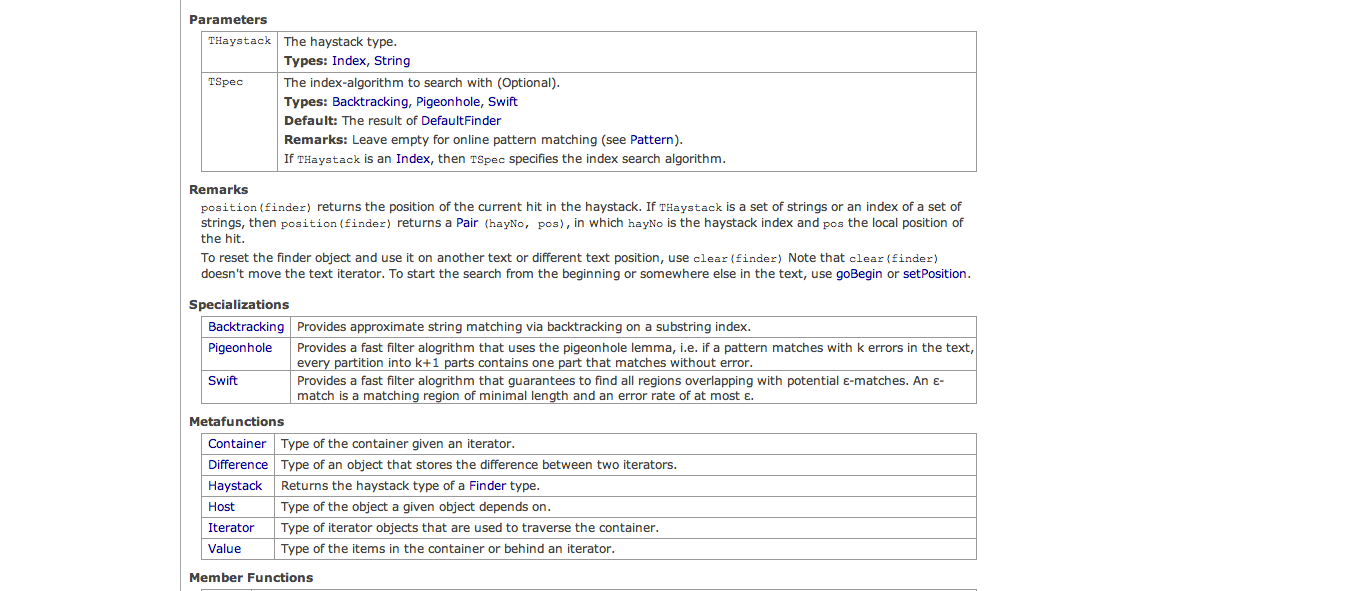 Parameters
THaystack The haystack type.
Types: Index, String
TSpec The index-algorithm to search with (Optional).
Types: Backtracking, Pigeonhole, Swift
Default: The result of DefaultFinder
Remarks: Leave empty for online pattern matching (see Pattern).
If THaystack is an Index, then TSpec specifies the index search algorithm.
Remarks
position(finder) returns the position of the current hit in the haystack. If THaystack is a set of strings or an index of a set of
strings, then position(finder) returns a Pair (hayNo, pos), in which hayNo is the haystack index and pos the local position of
the hit.
To reset the finder object and use it on another text or different text position, use clear(finder) Note that clear(finder)
doesn't move the text iterator. To start the search from the beginning or somewhere else in the text, use goBegin or setPosition.
Specializations
Backtracking Provides approximate string matching via backtracking on a substring index.
Pigeonhole Provides a fast filter alogrithm that uses the pigeonhole lemma, i.e. if a pattern matches with k errors in the text,
every partition into k+1 parts contains one part that matches without error.
Swift Provides a fast filter alogrithm that guarantees to find all regions overlapping with potential ε-matches. An ε-
match is a matching region of minimal length and an error rate of at most ε.
Metafunctions
Container Type of the container given an iterator.
Difference Type of an object that stores the difference between two iterators.
Haystack Returns the haystack type of a Finder type.
Host Type of the object a given object depends on.
Iterator Type of iterator objects that are used to traverse the container.
Value Type of the items in the container or behind an iterator.
Member Functions